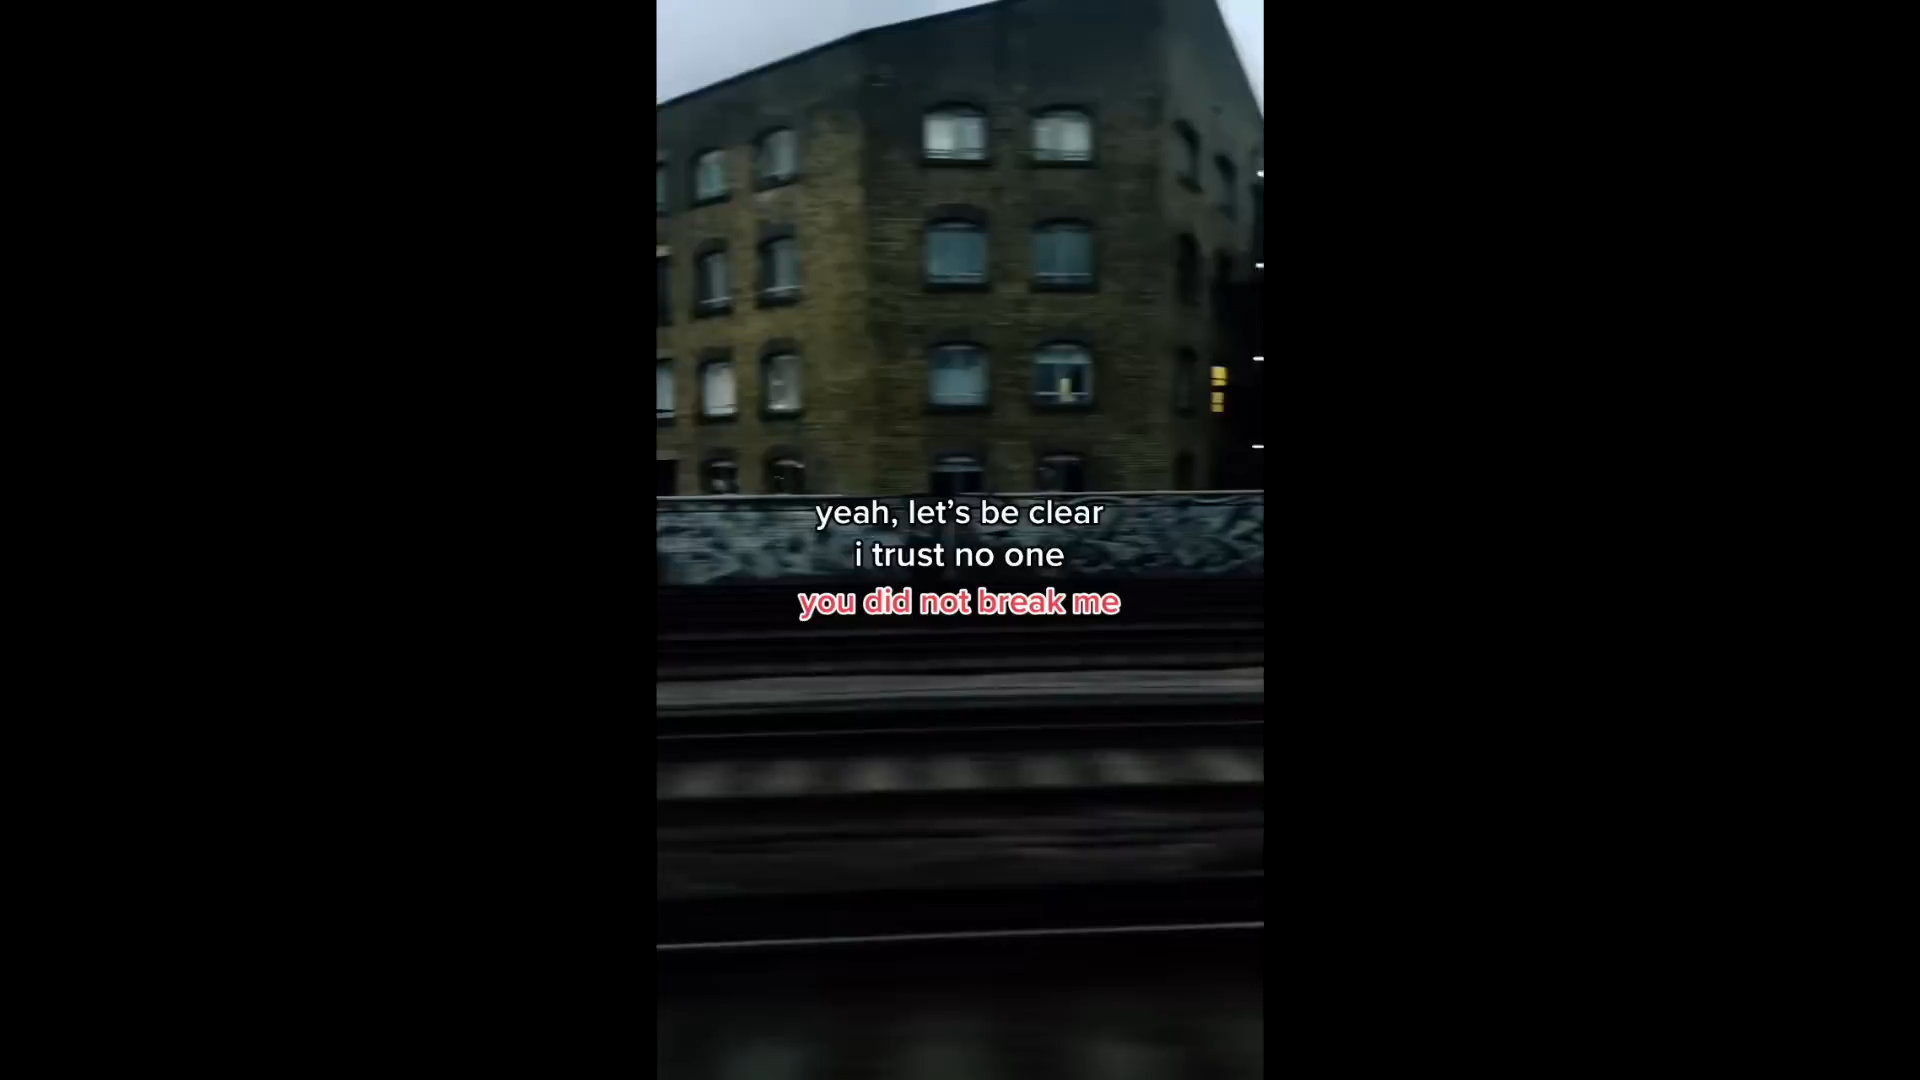 yeah, let’s be clear
i trust no one
you did not break me